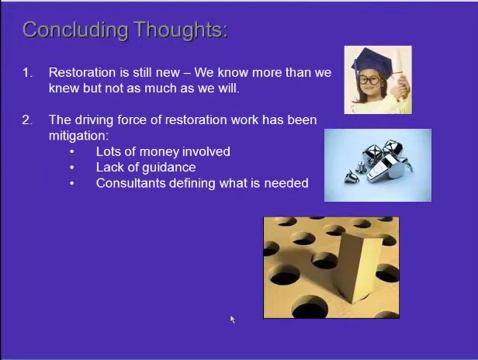 Concluding Thoughts:
1. Restoration is still new – We know more than we
knew but not as much as we will.
2. The driving force of restoration work has been
mitigation:
• Lots of money involved
• Lack of guidance
• Consultants defining what is needed